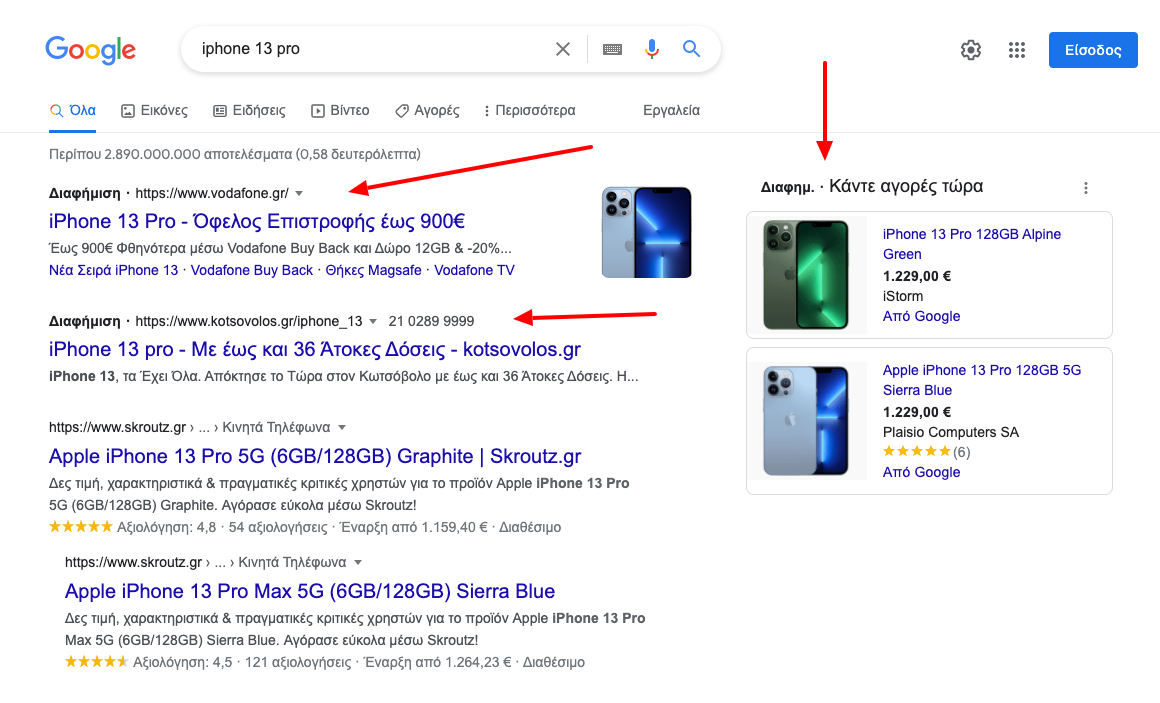 Google
iphone 13 pro
Είσοδος
Όλα Εικόνες Ειδήσεις Βίντεο Αγορές Περισσότερα Εργαλεία
Περίπου 2.890.000.000 αποτελέσματα (0,58 δευτερόλεπτα)
Διαφήμιση · https://www.vodafone.gr/
iPhone 13 Pro - Όφελος Επιστροφής έως 900€
Έως 900€ Φθηνότερα μέσω Vodafone Buy Back και Δώρο 12GB & -20%...
Νέα Σειρά iPhone 13 · Vodafone Buy Back · Θήκες Magsafe · Vodafone TV
Διαφήμιση · https://www.kotsovolos.gr/iphone_13 21 0289 9999
iPhone 13 pro - Με έως και 36 Άτοκες Δόσεις - kotsovolos.gr
iPhone 13, τα Έχει Όλα. Απόκτησε το Τώρα στον Κωτσόβολο με έως και 36 Άτοκες Δόσεις. Η...
https://www.skroutz.gr › ... › Κινητά Τηλέφωνα
Apple iPhone 13 Pro 5G (6GB/128GB) Graphite | Skroutz.gr
Δες τιμή, χαρακτηριστικά & πραγματικές κριτικές χρηστών για το προϊόν Apple iPhone 13 Pro
5G (6GB/128GB) Graphite. Αγόρασε εύκολα μέσω Skroutz!
Αξιολόγηση: 4,8 · 54 αξιολογήσεις · Έναρξη από 1.159,40 € · Διαθέσιμο
https://www.skroutz.gr › ... › Κινητά Τηλέφωνα
Apple iPhone 13 Pro Max 5G (6GB/128GB) Sierra Blue
Δες τιμή, χαρακτηριστικά & πραγματικές κριτικές χρηστών για το προϊόν Apple iPhone 13 Pro
Max 5G (6GB/128GB) Sierra Blue. Αγόρασε εύκολα μέσω Skroutz!
Αξιολόγηση: 4,5 · 121 αξιολογήσεις · Έναρξη από 1.264,23 € · Διαθέσιμο
Διαφημ. · Κάντε αγορές τώρα
iPhone 13 Pro 128GB Alpine
Green
1.229,00 €
iStorm
Από Google
Apple iPhone 13 Pro 128GB 5G
Sierra Blue
1.229,00 €
Plaisio Computers SA
(6)
Από Google